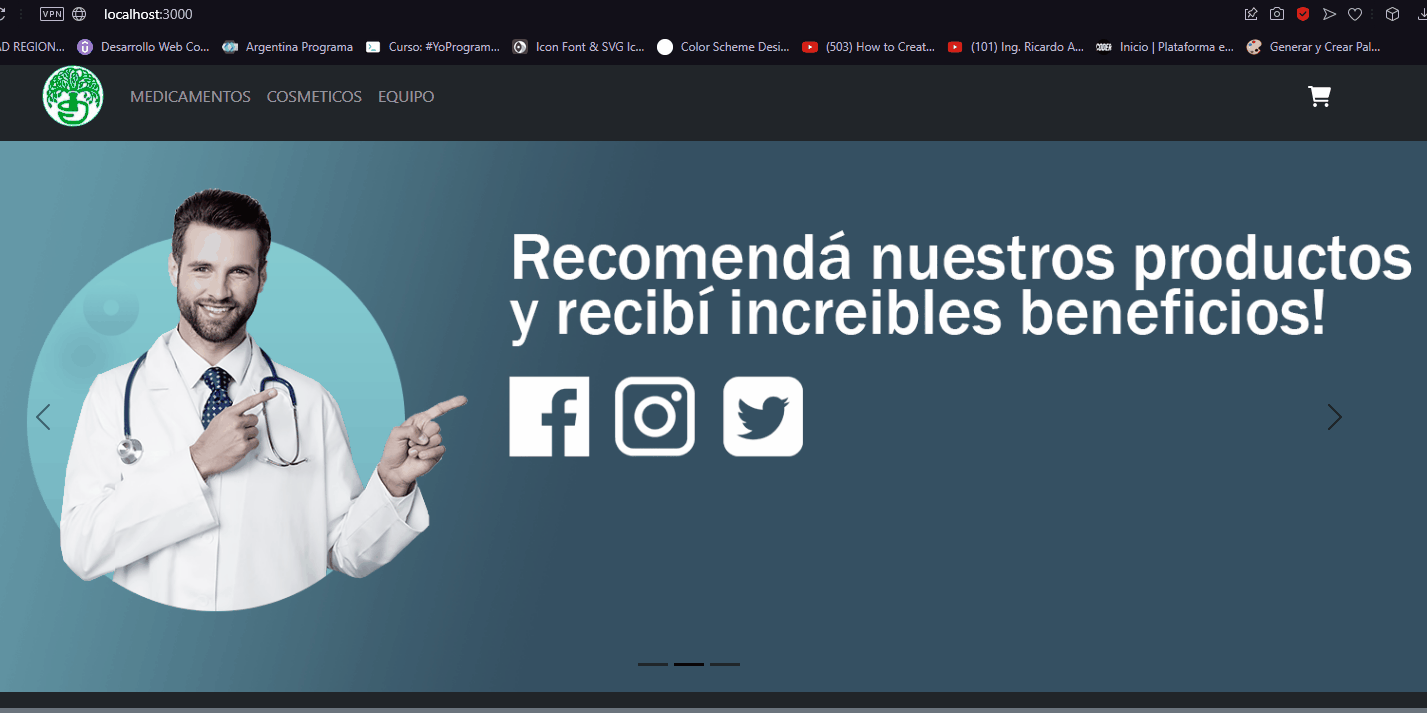 VPN
localhost:3000
AD REGION...
Desarrollo Web Co...
Argentina Programa
Curso: #YoProgram...
Icon Font & SVG Ic...
Color Scheme Desi...
(503) How to Creat...
(101) Ing. Ricardo A...
CODER
Inicio | Plataforma e...
Generar y Crear Pal...
MEDICAMENTOS
COSMETICOS
EQUIPO
Recomendá nuestros productos
y recibí increibles beneficios!